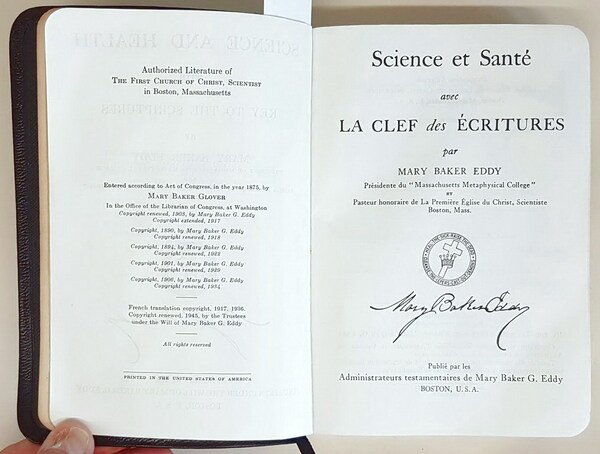 Authorized Literature of
THE FIRST CHURCH OF CHRIST, SCIENTIST
in Boston, Massachusetts
Entered according to Act of Congress, in the year 1875, by
MARY BAKER GLOVER
In the Office of the Librarian of Congress, at Washington
Copyright renewed, 1903, by Mary Baker G. Eddy
Copyright extended, 1917
Copyright, 1890, by Mary Baker G. Eddy
Copyright renewed, 1918
Copyright, 1894, by Mary Baker G. Eddy
Copyright renewed, 1922
Copyright, 1901, by Mary Baker G. Eddy
Copyright renewed, 1929
Copyright, 1906, by Mary Baker G. Eddy
Copyright renewed, 1934
French translation copyright, 1917, 1936.
Copyright renewed, 1945, by the Trustees
under the Will of Mary Baker G. Eddy
All rights reserved
PRINTED IN THE UNITED STATES OF AMERICA
Science et Santé
avec
LA CLEF des ÉCRITURES
par
MARY BAKER EDDY
Présidente du "Massachusetts Metaphysical College"
ET
Pasteur honoraire de La Première Église du Christ, Scientiste
Boston, Mass.
Mary Baker Eddy
Publié par les
Administrateurs testamentaires de Mary Baker G. Eddy
BOSTON, U.S.A.